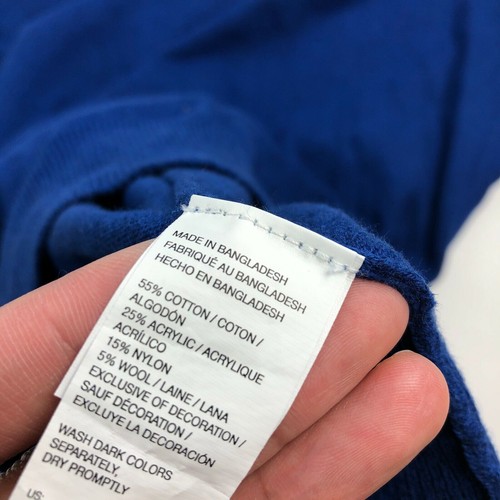 MADE IN BANGLADESH
FABRIQUÉ AU BANGLADESH
HECHO EN BANGLADESH
55% COTTON / COTON /
ALGODÓN
25% ACRYLIC / ACRYLIQUE
ACRÍLICO
15% NYLON
5% WOOL / LAINE / LANA
EXCLUSIVE OF DECORATION /
SAUF DÉCORATION /
EXCLUYE LA DECORACIÓN
WASH DARK COLORS
SEPARATELY,
DRY PROMPTLY
US: